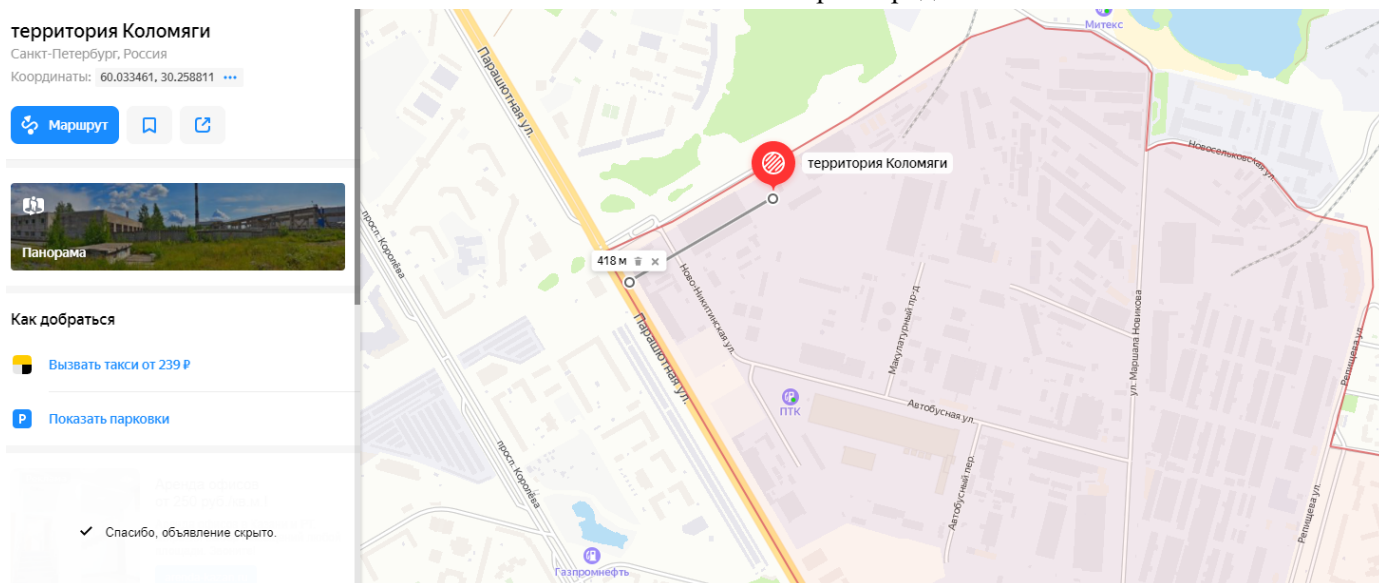 территория Коломяги
Санкт-Петербург, Россия
Координаты: 60.033461, 30.258811 •••
Маршрут
Панорама
Как добраться
Вызвать такси от 239 ₽
P Показать парковки
Спасибо, объявление скрыто.
Митекс
Парашютная ул.
территория Коломяги
Новосельковская ул.
просп. Королёва
418 м
Ново-Никитинская ул.
Парашютная ул.
Макулатурный пр-д
ул. Маршала Новикова
Репищева ул.
ПТК
Автобусная ул.
просп. Королёва
Автобусный пер.
Репищева ул.
Газпромнефть